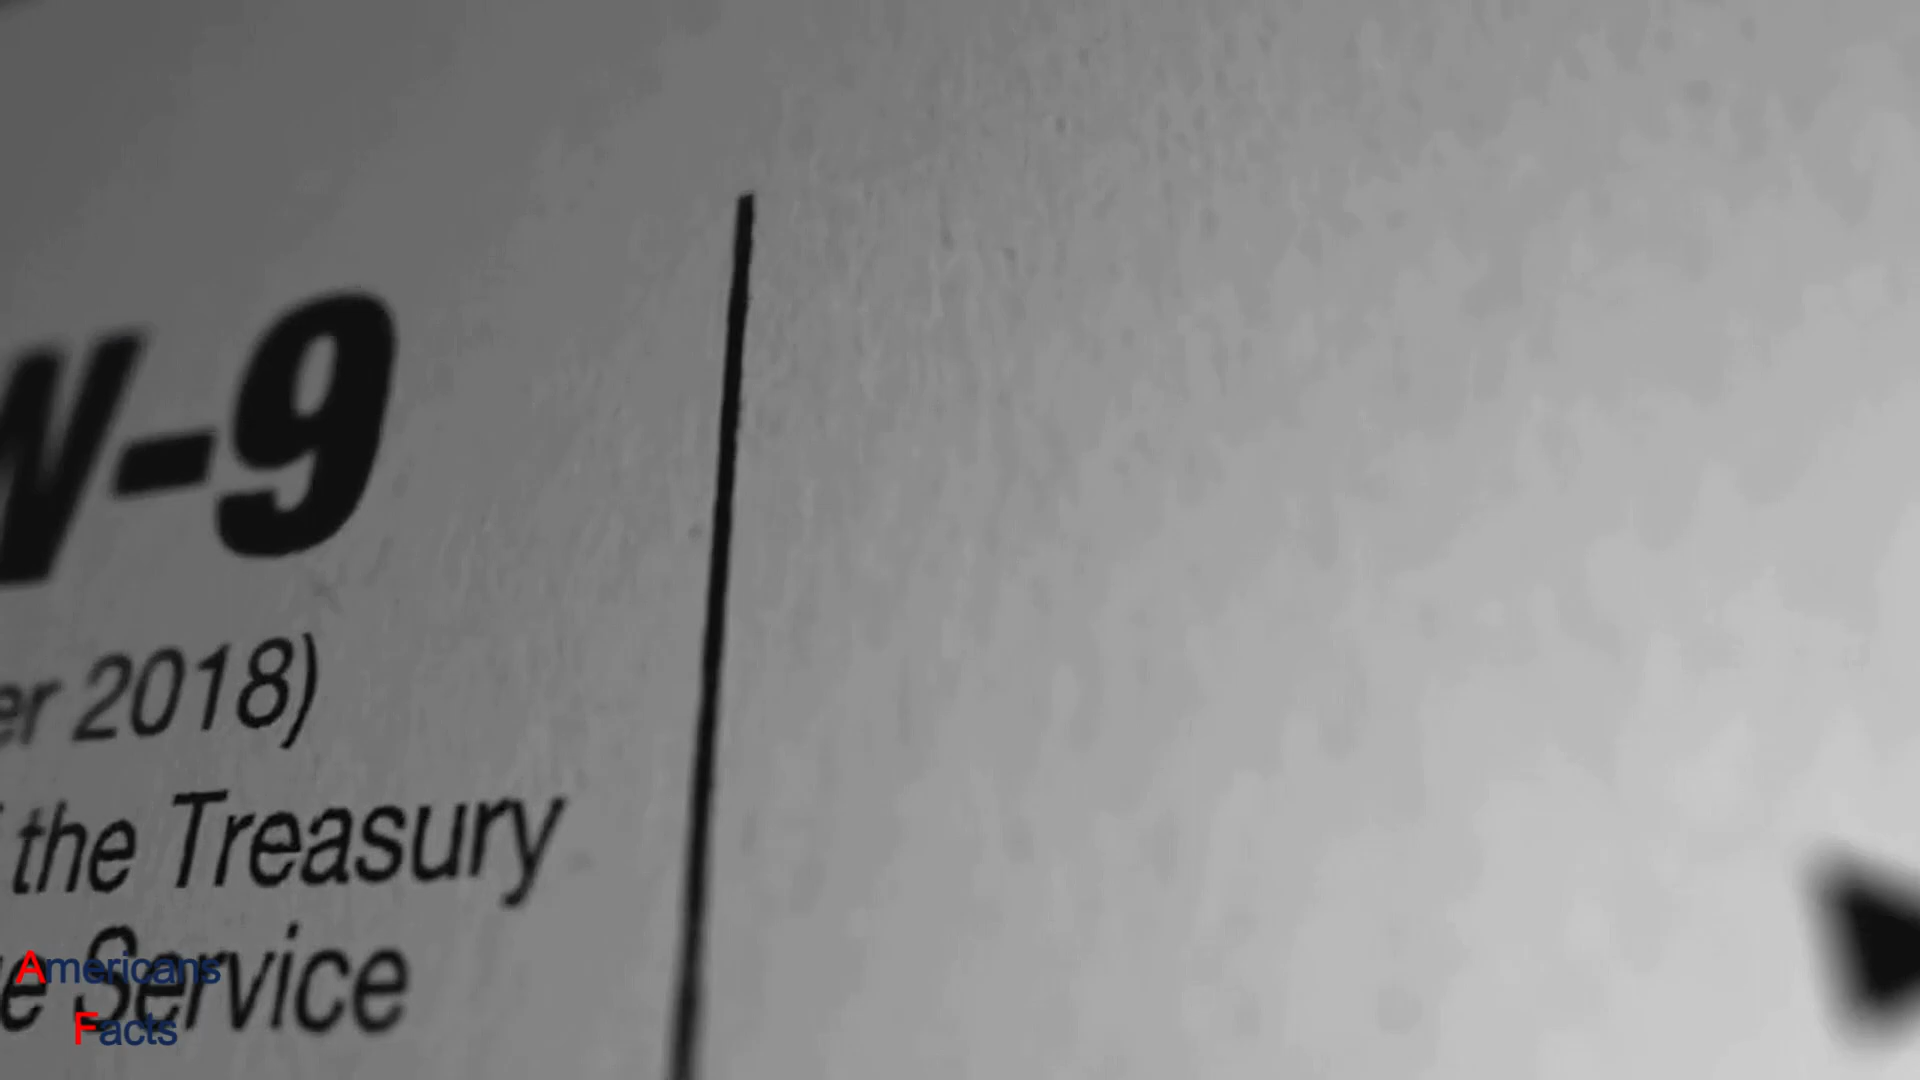 W-9
er 2018)
the Treasury
e Service
Americans
Facts